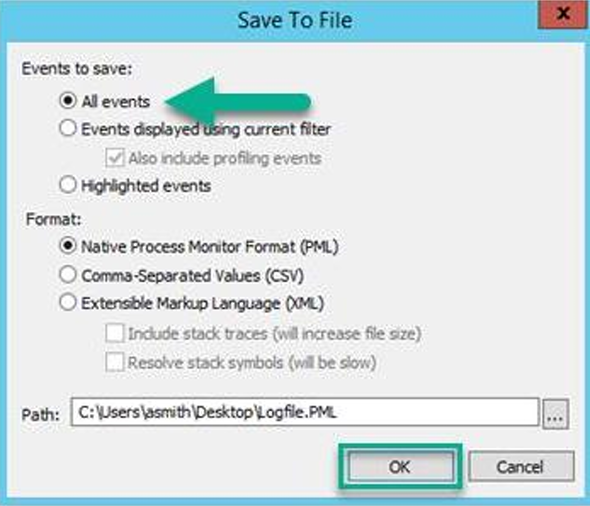 Save To File
X
Events to save:
All events
Events displayed using current filter
Also include profiling events
Highlighted events
Format:
Native Process Monitor Format (PML)
Comma-Separated Values (CSV)
Extensible Markup Language (XML)
Include stack traces (will increase file size)
Resolve stack symbols (will be slow)
Path: C:\Users\asmith\Desktop\Logfile.PML ...
OK Cancel